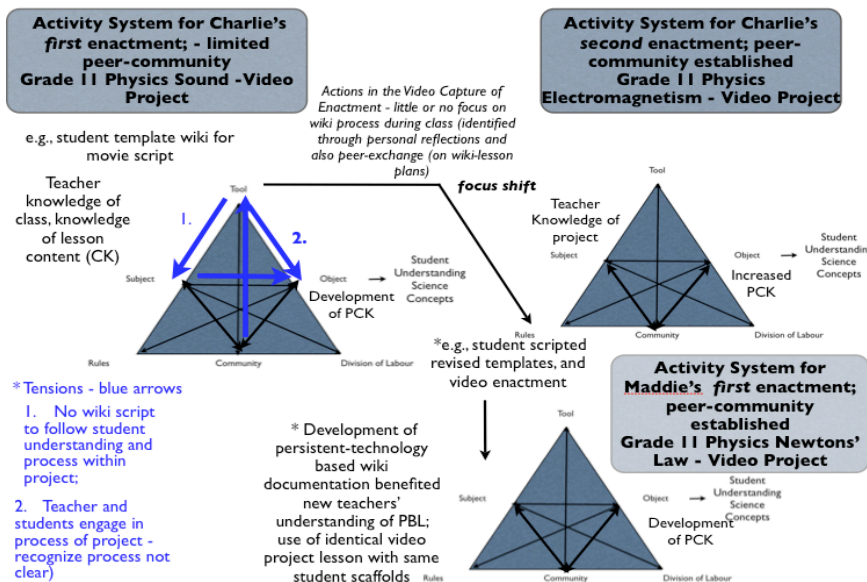 Activity System for Charlie's
first enactment; - limited
peer-community
Grade 11 Physics Sound -Video
Project
Activity System for Charlie's
second enactment; peer-
community established
Grade 11 Physics
Electromagnetism - Video Project
Actions in the Video Capture of
Enactment - little or no focus on
wiki process during class (identified
through personal reflections and
also peer-exchange (on wiki-lesson
plans)
e.g., student template wiki for
movie script
Teacher
knowledge of
class, knowledge
of lesson
content (CK)
Tool
1.
2.
Subject
Object
Student
Understanding
Science
Concepts
Development
of PCK
Rules
Community
Division of Labour
focus shift
Tool
Teacher
Knowledge of
project
Subject
Object
Student
Understanding
Science
Concepts
Increased
PCK
Rules
Community
Division of Labour
*e.g., student scripted
revised templates, and
video enactment
Activity System for
Maddie's first enactment;
peer-community
established
Grade 11 Physics Newtons'
Law - Video Project
* Tensions - blue arrows
1. No wiki script
to follow student
understanding and
process within
project;
2. Teacher and
students engage in
process of project -
recognize process not
clear)
* Development of
persistent-technology
based wiki
documentation benefited
new teachers'
understanding of PBL;
use of identical video
project lesson with same
student scaffolds
Subject
Object
Student
Understanding
Science
Concepts
Development
of PCK
Rules
Community
Division of Labour